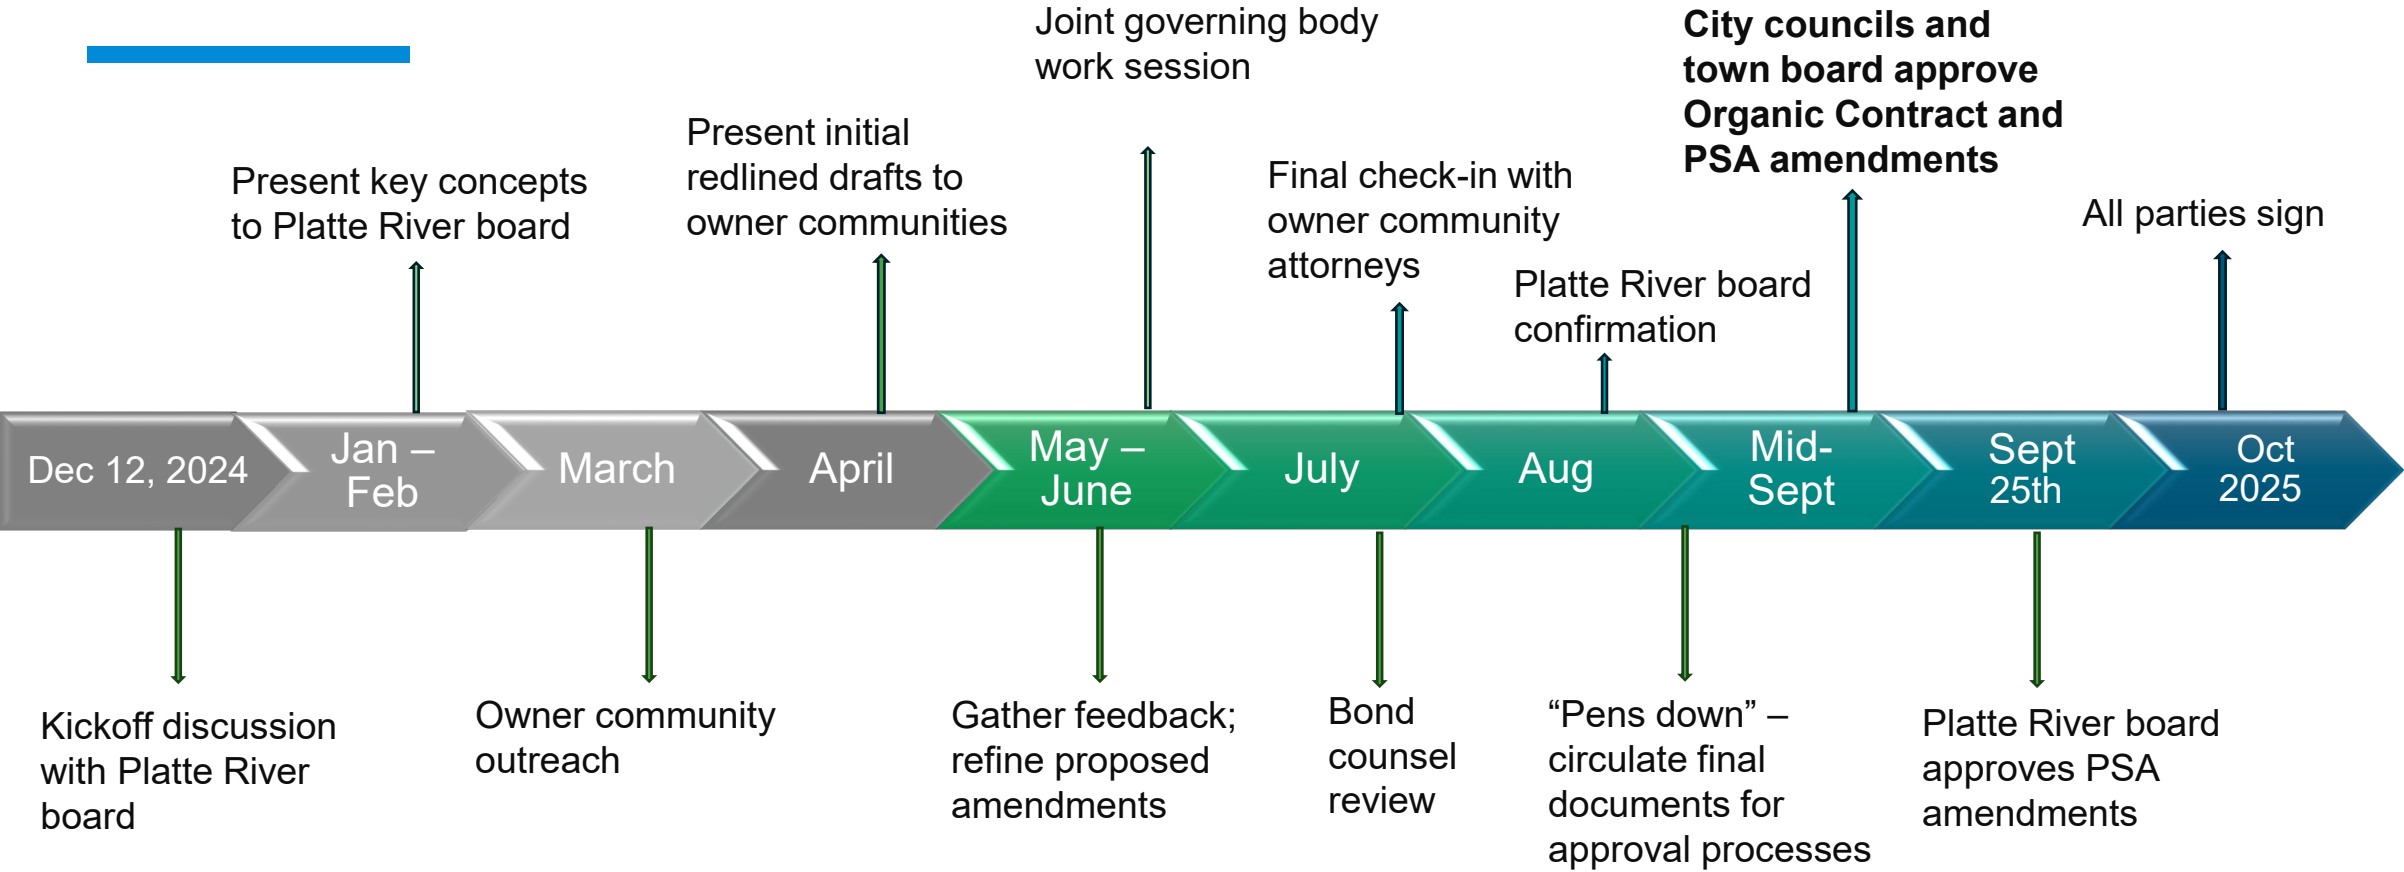 Joint governing body
work session
City councils and
town board approve
Organic Contract and
PSA amendments
Present initial
redlined drafts to
owner communities
Present key concepts
to Platte River board
Final check-in with
owner community
attorneys
All parties sign
Platte River board
confirmation
Dec 12, 2024
Jan –
Feb
March
April
May –
June
July
Aug
Mid-
Sept
Sept
25th
Oct
2025
Kickoff discussion
with Platte River
board
Owner community
outreach
Gather feedback;
refine proposed
amendments
Bond
counsel
review
“Pens down” –
circulate final
documents for
approval processes
Platte River board
approves PSA
amendments